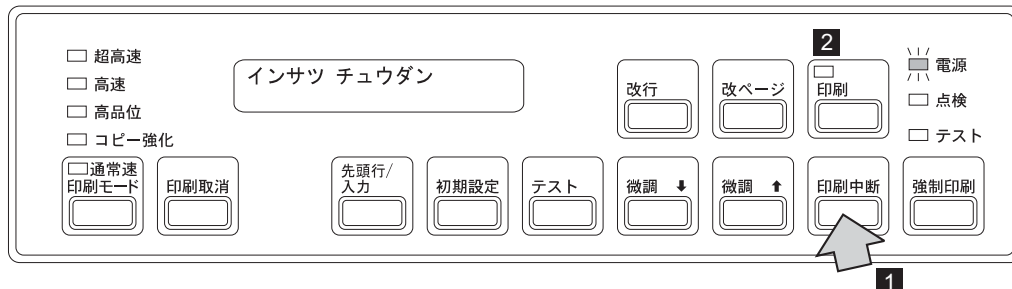 超高速
高速
高品位
コピー強化
インサツ チュウダン
改行
改ページ
2
印刷
電源
点検
テスト
通常速
印刷モード
印刷取消
先頭行/
入力
初期設定
テスト
微調 ⬇
微調 ⬆
印刷中断
強制印刷
1